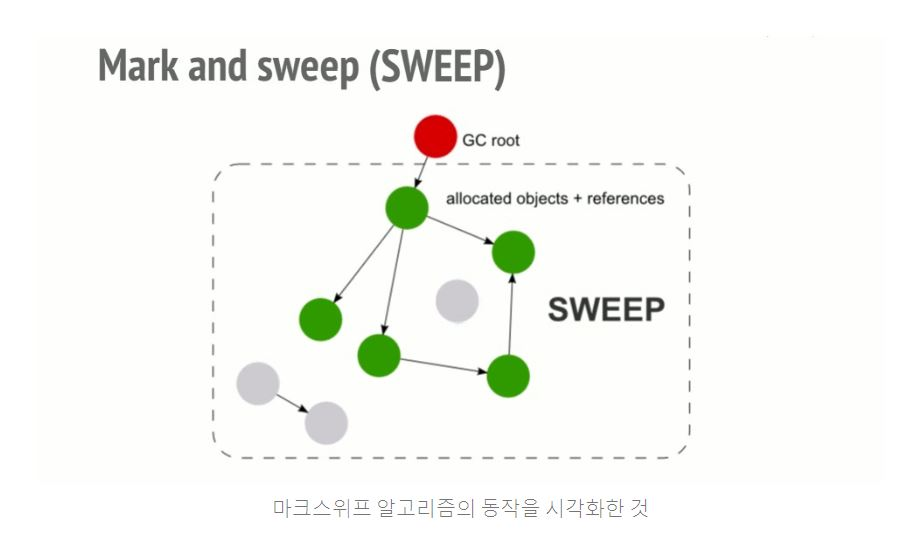 Mark and sweep (SWEEP)
GC root
allocated objects + references
SWEEP
마크스위프 알고리즘의 동작을 시각화한 것